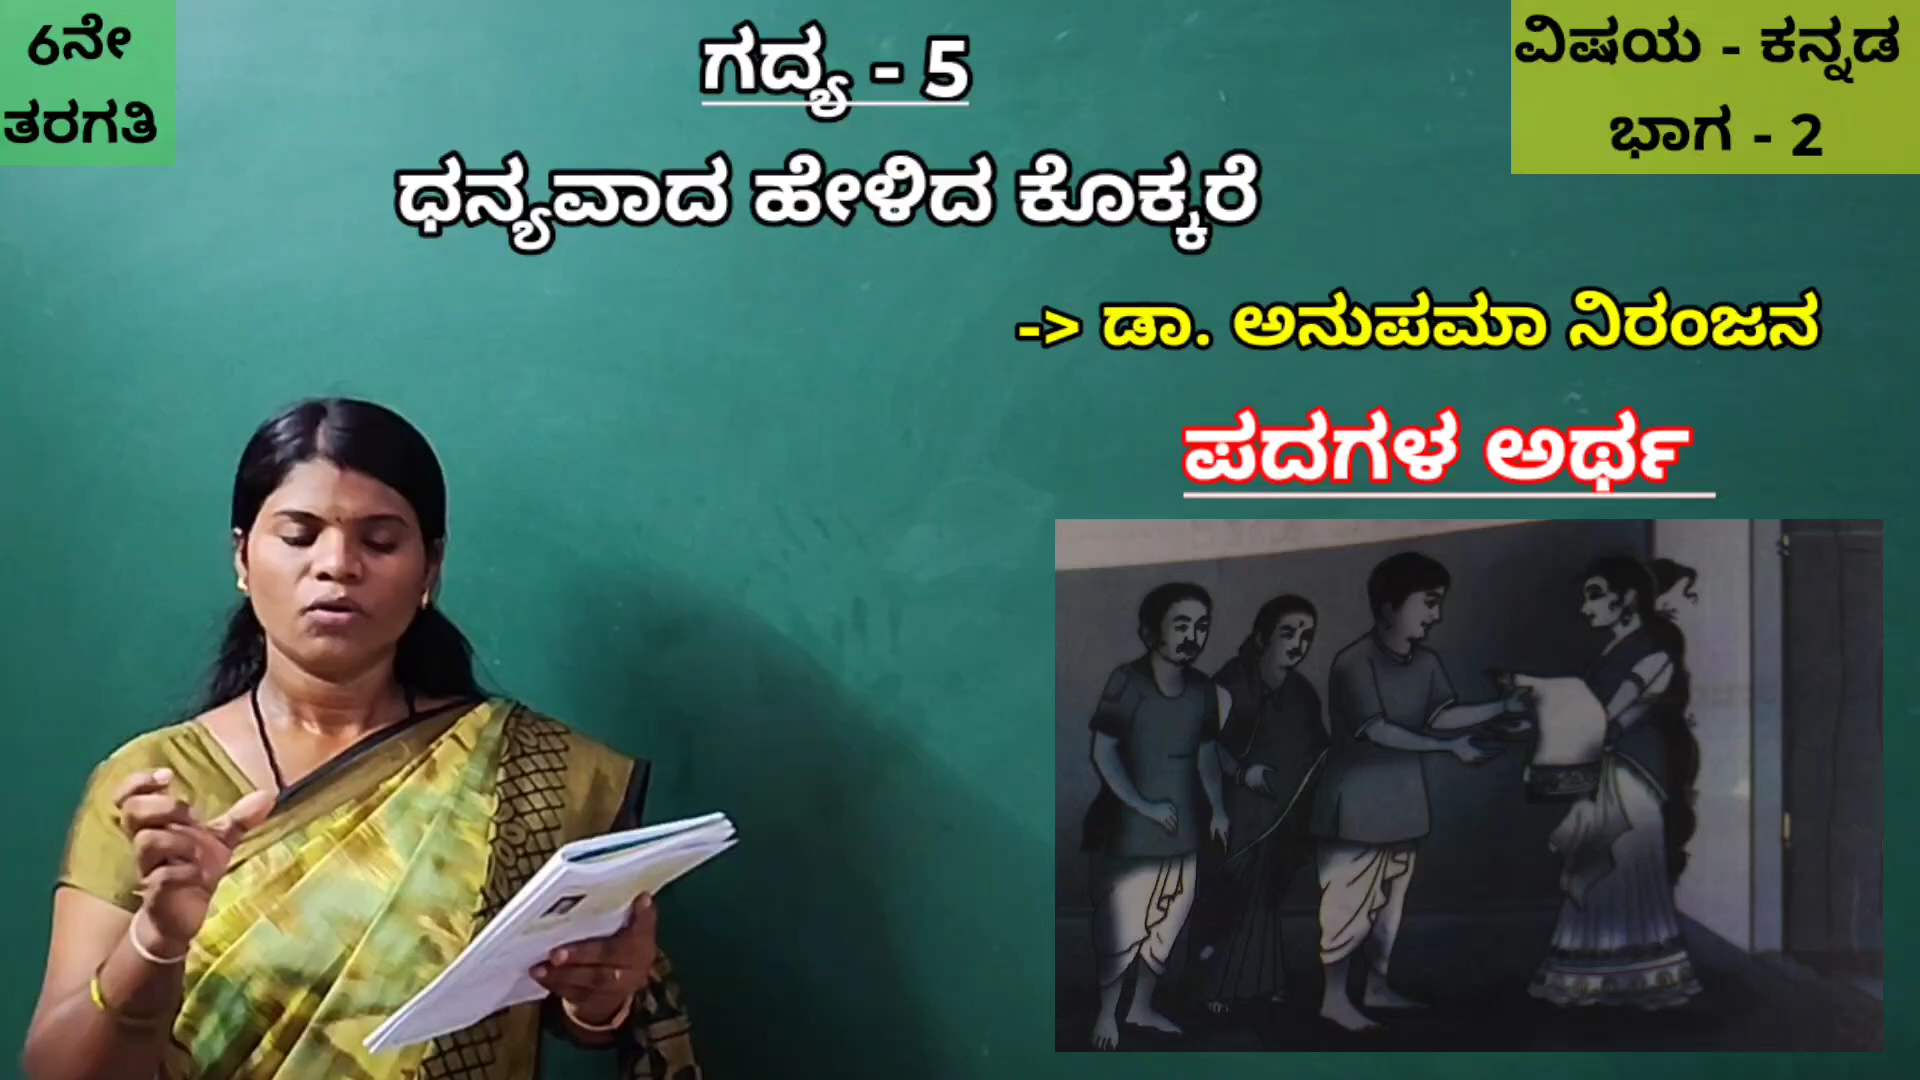 6ನೇ
ತರಗತಿ
ಗದ್ಯ - 5
ವಿಷಯ - ಕನ್ನಡ
ಭಾಗ - 2
ಧನ್ಯವಾದ ಹೇಳಿದ ಕೊಕ್ಕರೆ
-> ಡಾ. ಅನುಪಮಾ ನಿರಂಜನ
ಪದಗಳ ಅರ್ಥ